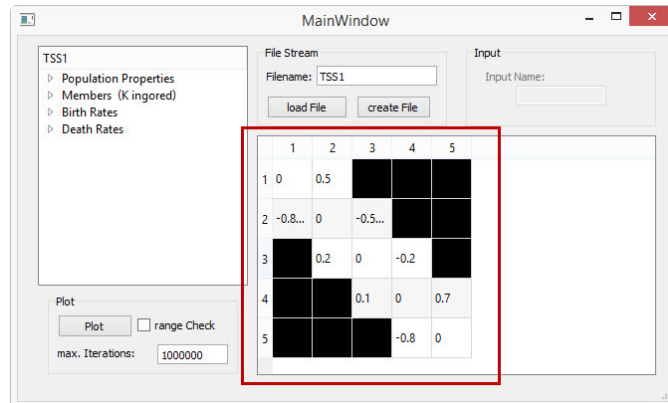 MainWindow
TSS1
Population Properties
Members (K ingored)
Birth Rates
Death Rates
File Stream
Filename: TSS1
load File create File
Input
Input Name:
1 2 3 4 5
1 0 0.5
2 -0.8... 0 -0.5...
3 0.2 0 -0.2
4 0.1 0 0.7
5 -0.8 0
Plot
Plot range Check
max. Iterations: 1000000